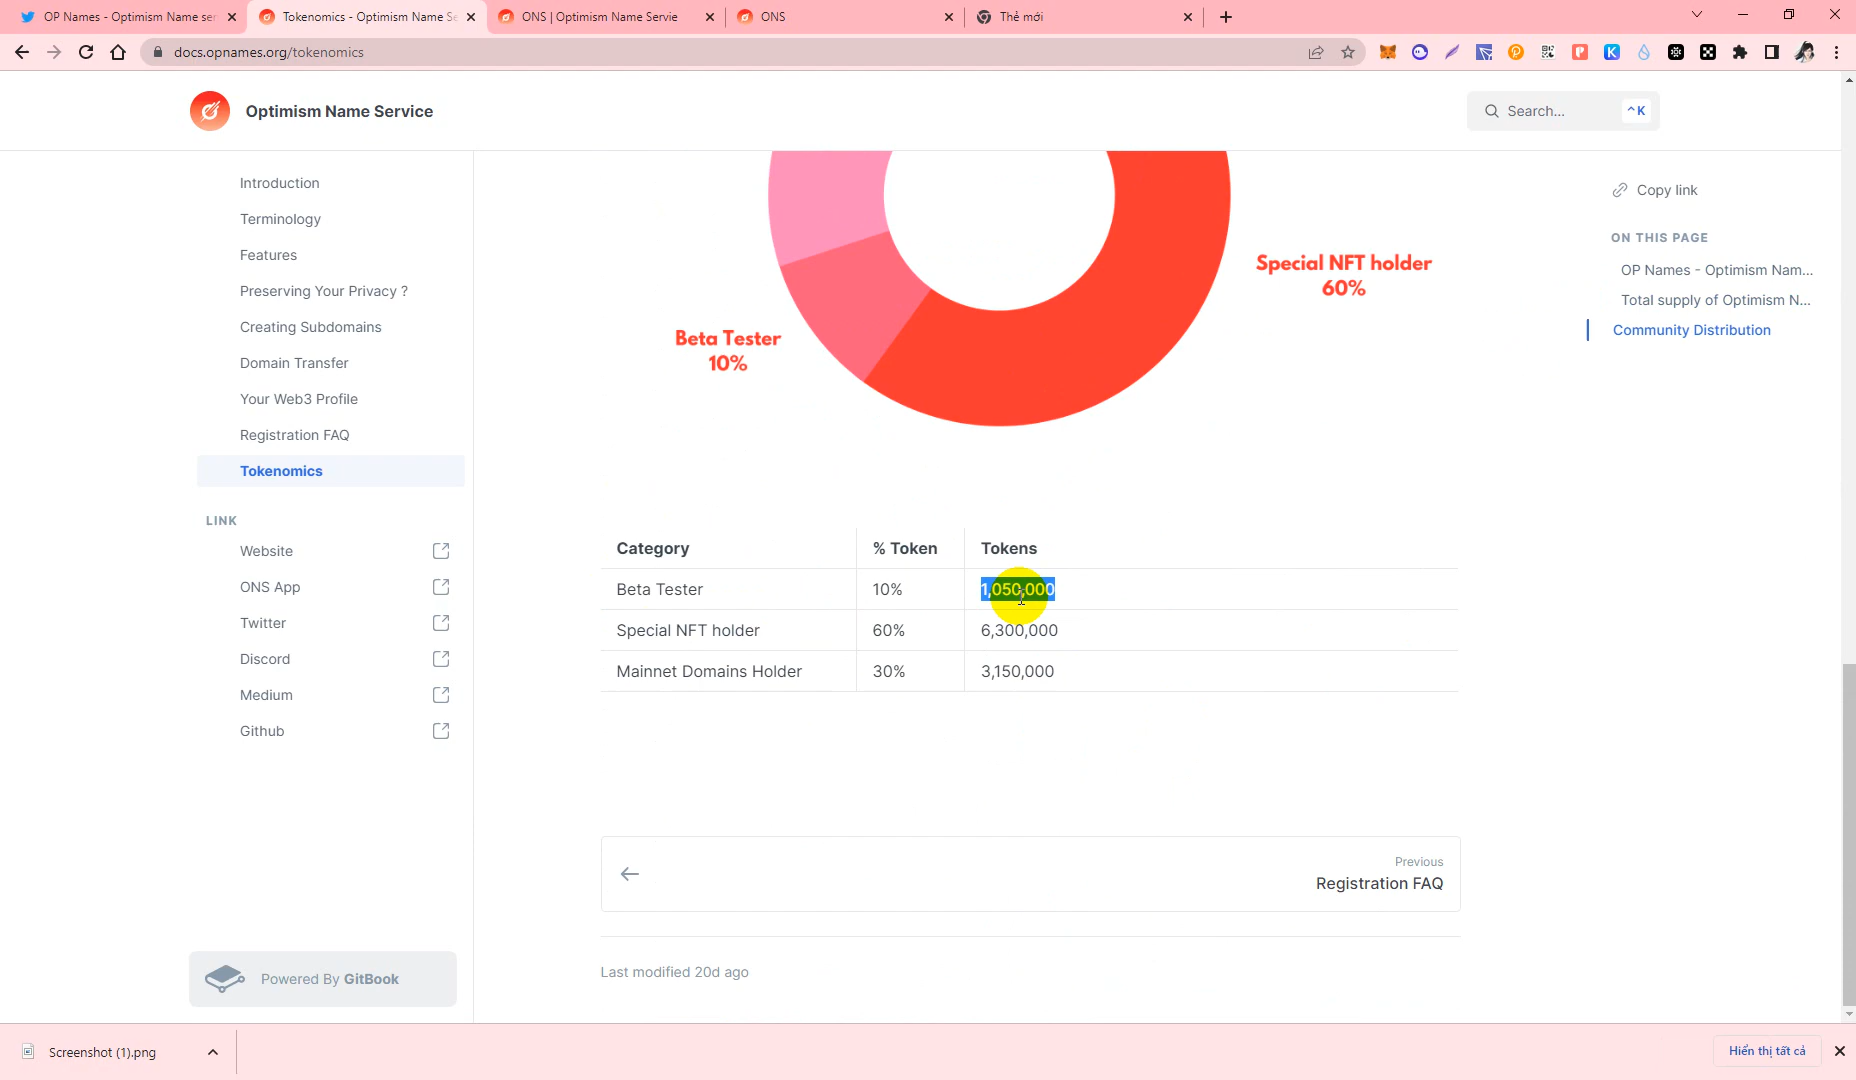 OP Names - Optimism Name ser
Tokenomics - Optimism Name Se
ONS | Optimism Name Servie
ONS
Thẻ mới
docs.opnames.org/tokenomics
Optimism Name Service
Search...
^K
Introduction
Terminology
Features
Preserving Your Privacy ?
Creating Subdomains
Domain Transfer
Your Web3 Profile
Registration FAQ
Tokenomics
LINK
Website
ONS App
Twitter
Discord
Medium
Github
Powered By GitBook
Special NFT holder
60%
Beta Tester
10%
Category % Token Tokens
Beta Tester 10% 1,050,000
Special NFT holder 60% 6,300,000
Mainnet Domains Holder 30% 3,150,000
Previous
Registration FAQ
Last modified 20d ago
Copy link
ON THIS PAGE
OP Names - Optimism Nam...
Total supply of Optimism N...
Community Distribution
Screenshot (1).png
Hiển thị tất cả